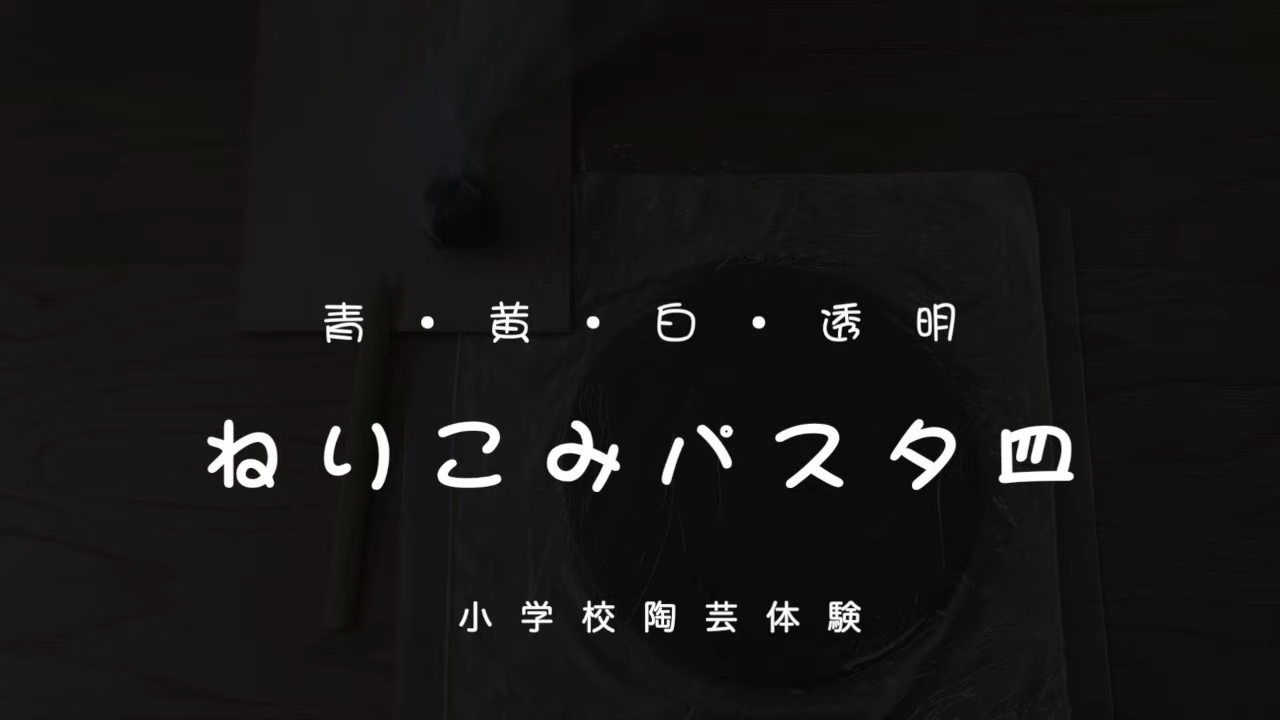 青・黄・白・透明
ねりこみパスタ皿
小学校陶芸体験